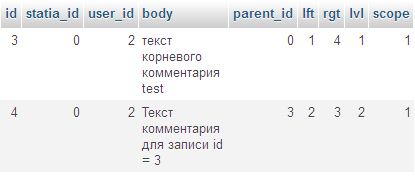 id statia_id user_id body parent_id lft rgt lvl scope
3 0 2 текст 0 1 4 1 1
корневого
комментария
test
4 0 2 Текст 3 2 3 2 1
комментария
для записи id
= 3